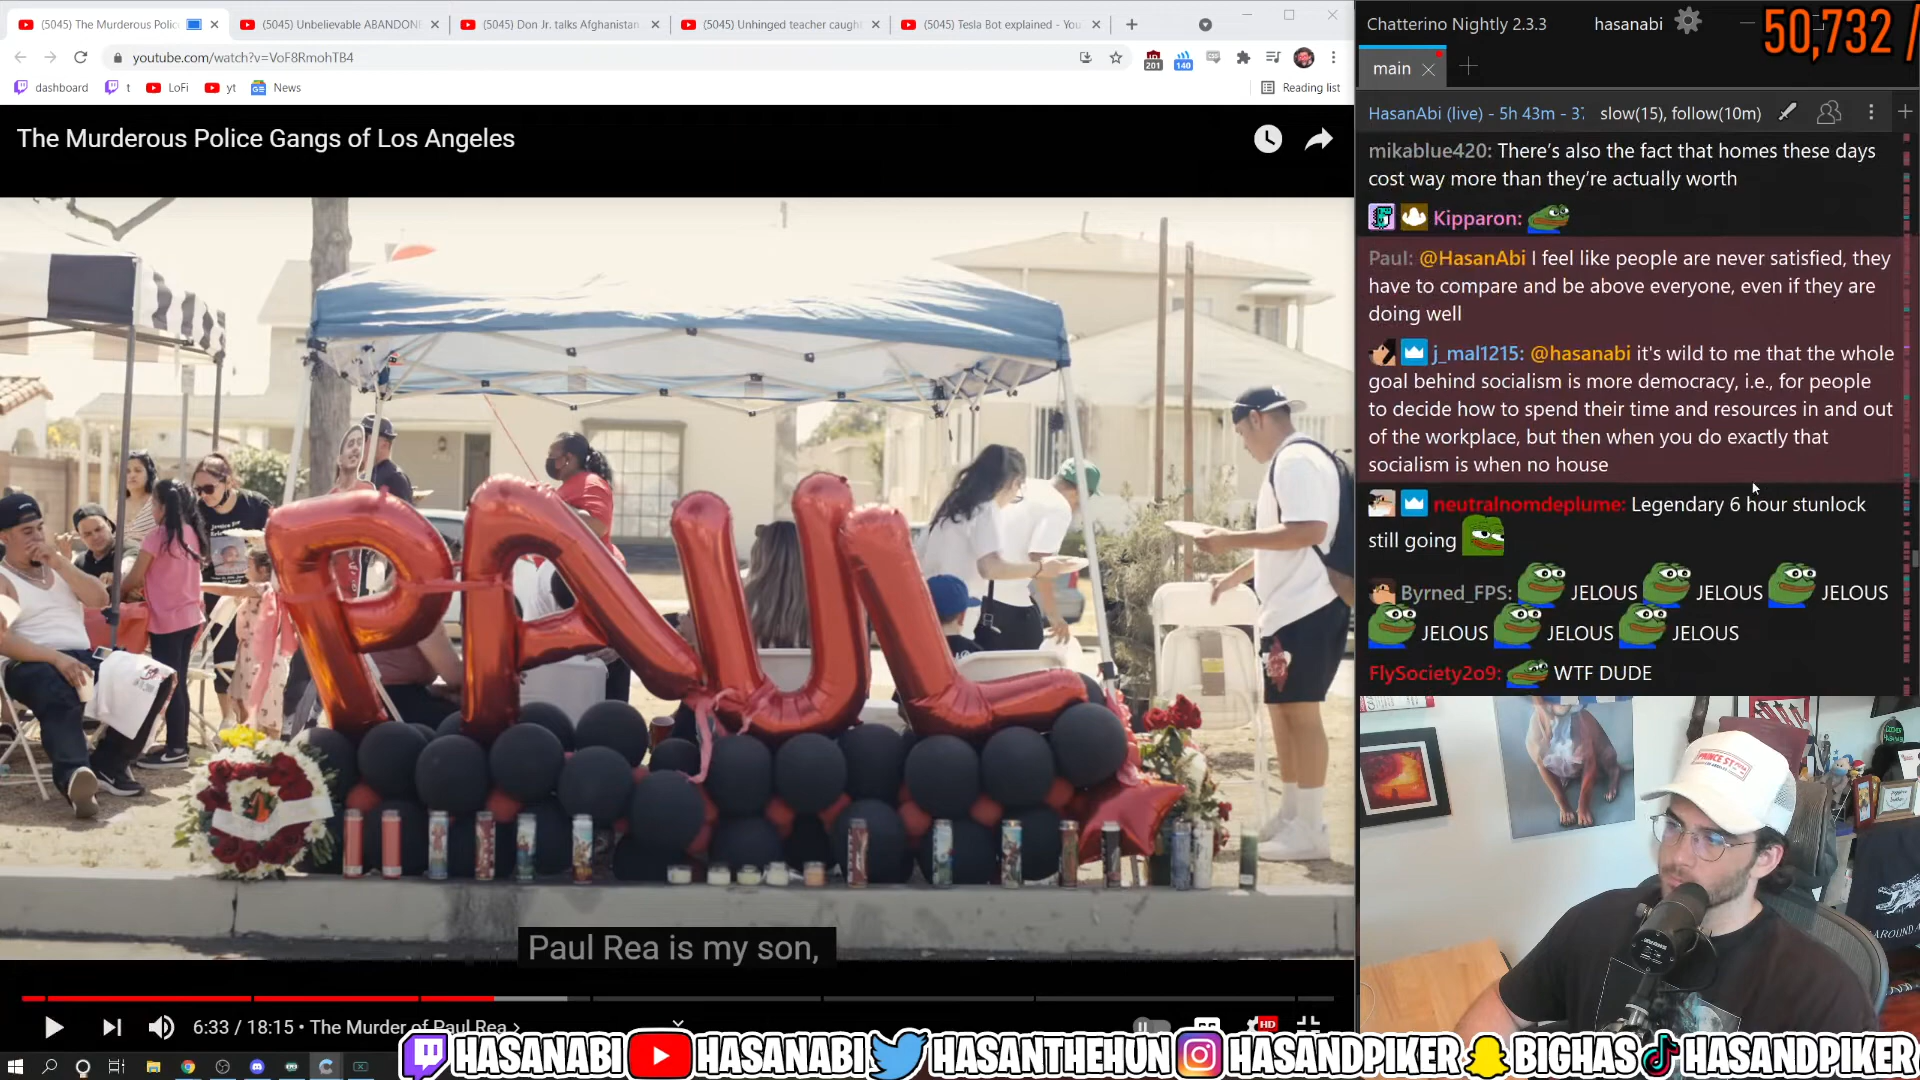 (5045) The Murderous Polic
(5045) Unbelievable ABANDONE
(5045) Don Jr. talks Afghanistan
(5045) Unhinged teacher caught
(5045) Tesla Bot explained - You
youtube.com/watch?v=VoF8RmohTB4
201
140
dashboard
t
LoFi
yt
News
Reading list
The Murderous Police Gangs of Los Angeles
PAUL
Paul Rea is my son,
6:33 / 18:15 • The Murder of Paul Rea
HD
Chatterino Nightly 2.3.3
hasanabi
50,732 /
main
HasanAbi (live) - 5h 43m - 37
slow(15), follow(10m)
mikablue420: There's also the fact that homes these days
cost way more than they're actually worth
Kipparon:
Paul: @HasanAbi I feel like people are never satisfied, they
have to compare and be above everyone, even if they are
doing well
j_mal1215: @hasanabi it's wild to me that the whole
goal behind socialism is more democracy, i.e., for people
to decide how to spend their time and resources in and out
of the workplace, but then when you do exactly that
socialism is when no house
neutralnomdeplume: Legendary 6 hour stunlock
still going
Byrned_FPS: JELOUS JELOUS JELOUS
JELOUS JELOUS JELOUS
FlySociety2o9: WTF DUDE
HASANABI HASANABI HASANTHEHUN HASANDPIKER BIGHAS HASANDPIKER